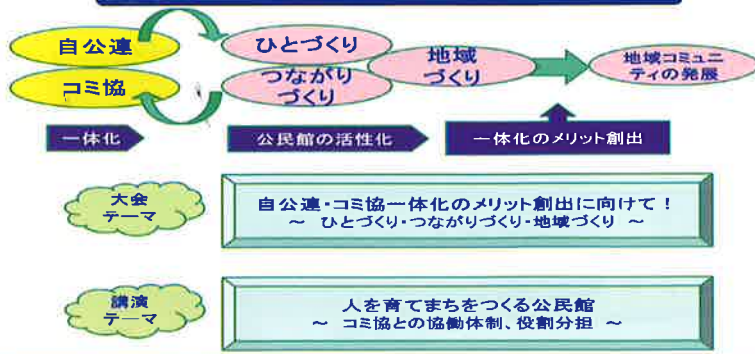 自公連
コミ協
ひとづくり
つながり
づくり
地域
づくり
地域コミュニ
ティの発展
一体化
公民館の活性化
一体化のメリット創出
大会
テーマ
自公連・コミ協一体化のメリット創出に向けて！
～ ひとづくり・つながりづくり・地域づくり ～
講演
テーマ
人を育てまちをつくる公民館
～ コミ協との協働体制、役割分担 ～